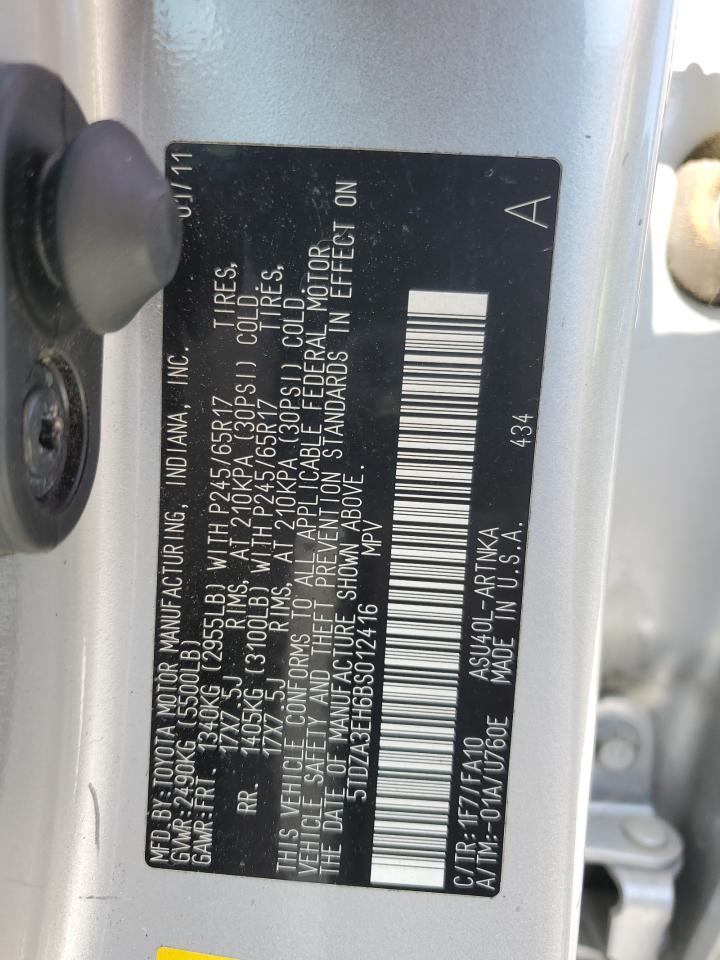 MFD.BY:TOYOTA MOTOR MANUFACTURING, INDIANA, INC. 01/11
GVWR:2490KG (5500LB)
GAWR:FRT. 1340KG (2955LB) WITH P245/65R17 TIRES,
17X7.5J RIMS, AT 210KPA (30PSI) COLD
RR. 1405KG (3100LB) WITH P245/65R17 TIRES,
17X7.5J RIMS, AT 210KPA (30PSI) COLD
THIS VEHICLE CONFORMS TO ALL APPLICABLE FEDERAL MOTOR
VEHICLE SAFETY AND THEFT PREVENTION STANDARDS IN EFFECT ON
THE DATE OF MANUFACTURE SHOWN ABOVE.
5TDZA3EH6BS012416 MPV
C/TR:1F7/FA10 ASU40L-ARTNKA 434 A
A/TM:-01A/U760E MADE IN U.S.A.